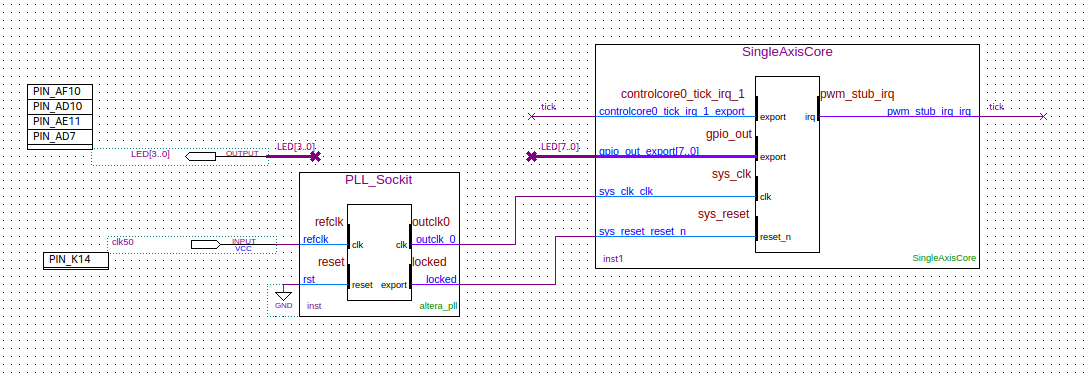 SingleAxisCore
controlcore0_tick_irq_1
pwm_stub_irq
tick
controlcore0_tick_irq_1_export
export
irq
pwm_stub_irq_irq
tick
gpio_out
LED[7..0]
gpio_out_export[7..0]
export
sys_clk
sys_clk_clk
clk
sys_reset
sys_reset_reset_n
reset_n
inst1
SingleAxisCore
PIN_AF10
PIN_AD10
PIN_AE11
PIN_AD7
LED[3..0]
OUTPUT
LED[3..0]
PLL_Sockit
refclk
outclk0
clk50
INPUT
VCC
refclk
clk
clk
outclk_0
PIN_K14
reset
locked
rst
reset
export
locked
GND
inst
altera_pll